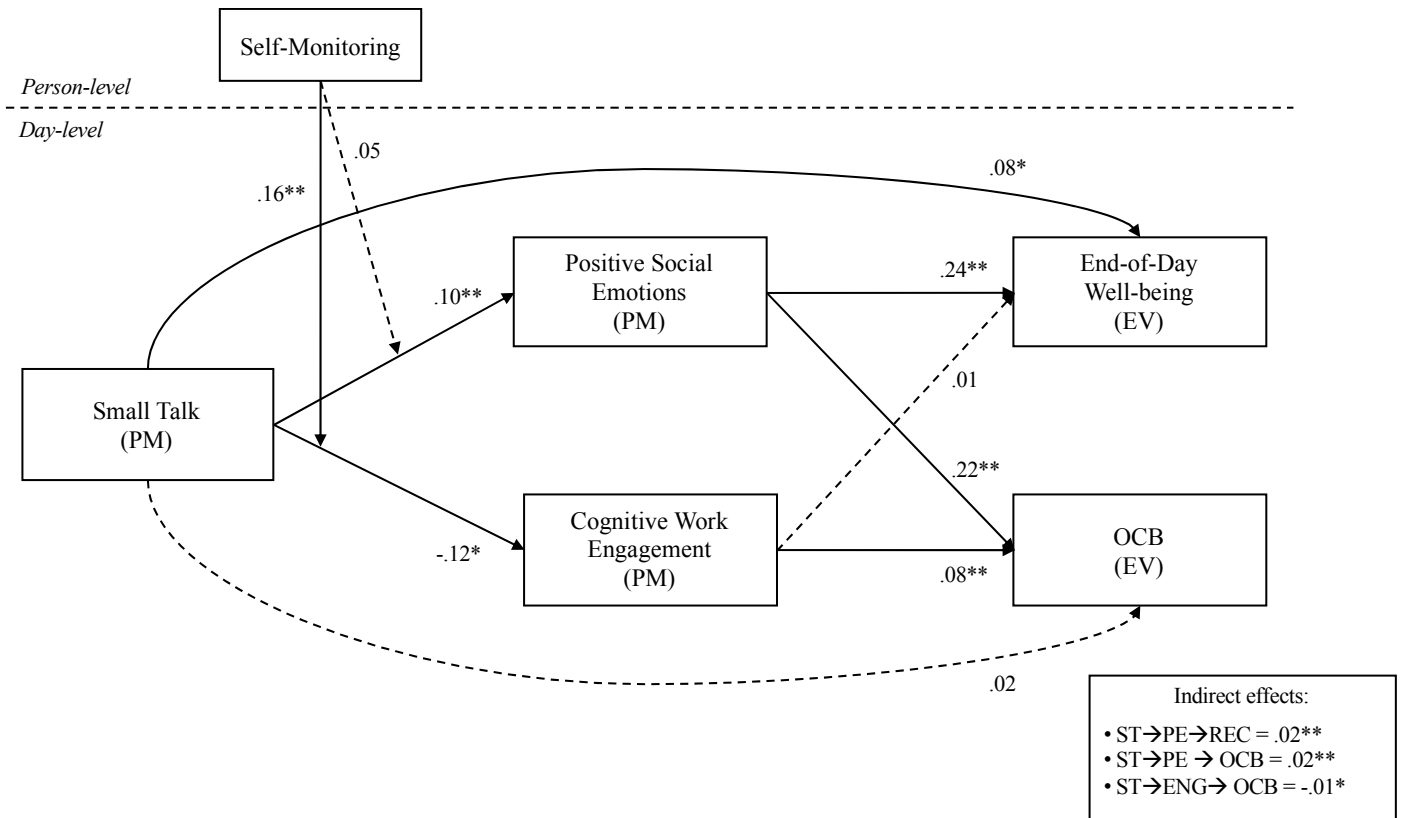 Self-Monitoring
Person-level
Day-level
.05
.16**
.08*
Positive Social
Emotions
(PM)
End-of-Day
Well-being
(EV)
.24**
.10**
Small Talk
(PM)
.01
.22**
Cognitive Work
Engagement
(PM)
-.12*
OCB
(EV)
.08**
.02
Indirect effects:
• ST→PE→REC = .02**
• ST→PE → OCB = .02**
• ST→ENG→ OCB = -.01*